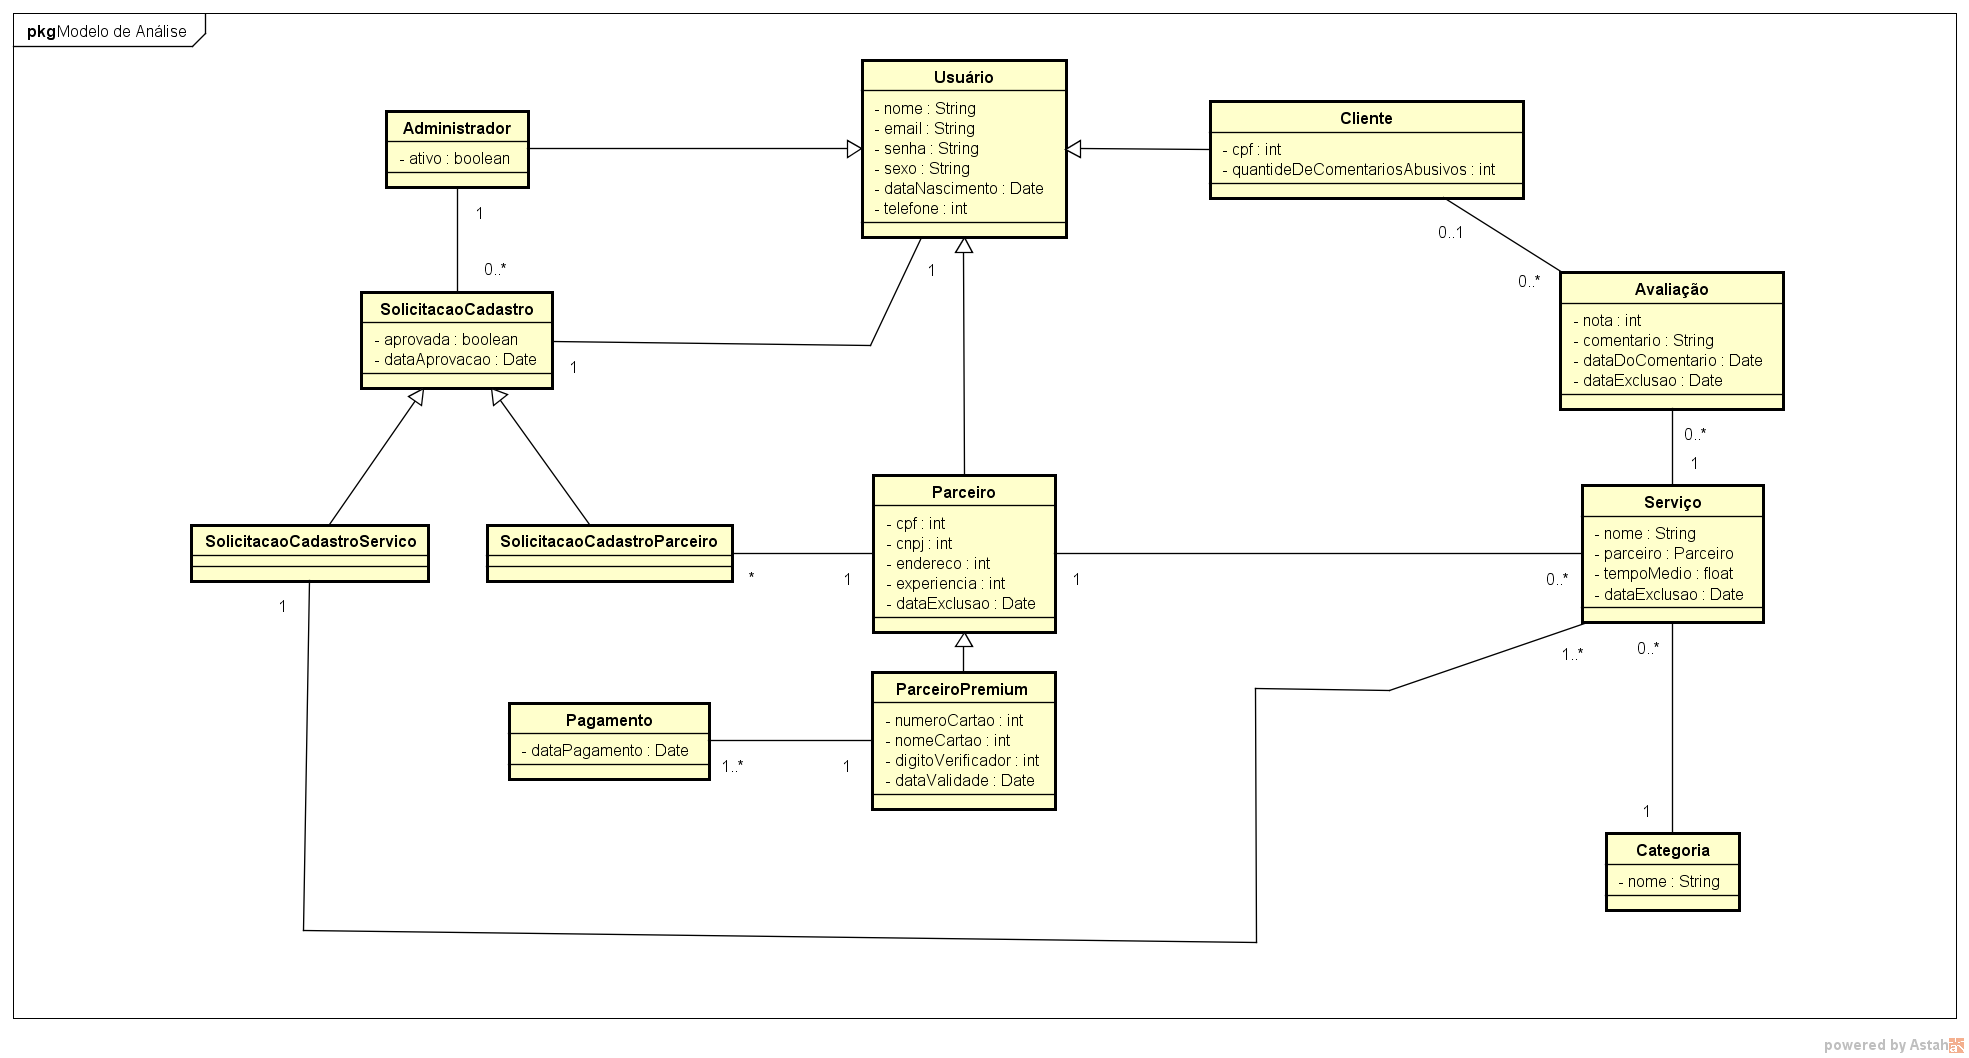 pkgModelo de Análise
Usuário
- nome : String
- email : String
- senha : String
- sexo : String
- dataNascimento : Date
- telefone : int
Administrador
- ativo : boolean
Cliente
- cpf : int
- quantideDeComentariosAbusivos : int
1
0..*
1
0..1
0..*
SolicitacaoCadastro
- aprovada : boolean
- dataAprovacao : Date
1
Avaliação
- nota : int
- comentario : String
- dataDoComentario : Date
- dataExclusao : Date
0..*
1
SolicitacaoCadastroServico
1
SolicitacaoCadastroParceiro
*
1
Parceiro
- cpf : int
- cnpj : int
- endereco : int
- experiencia : int
- dataExclusao : Date
1
0..*
Serviço
- nome : String
- parceiro : Parceiro
- tempoMedio : float
- dataExclusao : Date
1..*
0..*
Pagamento
- dataPagamento : Date
1..*
1
ParceiroPremium
- numeroCartao : int
- nomeCartao : int
- digitoVerificador : int
- dataValidade : Date
1
Categoria
- nome : String
powered by Astah